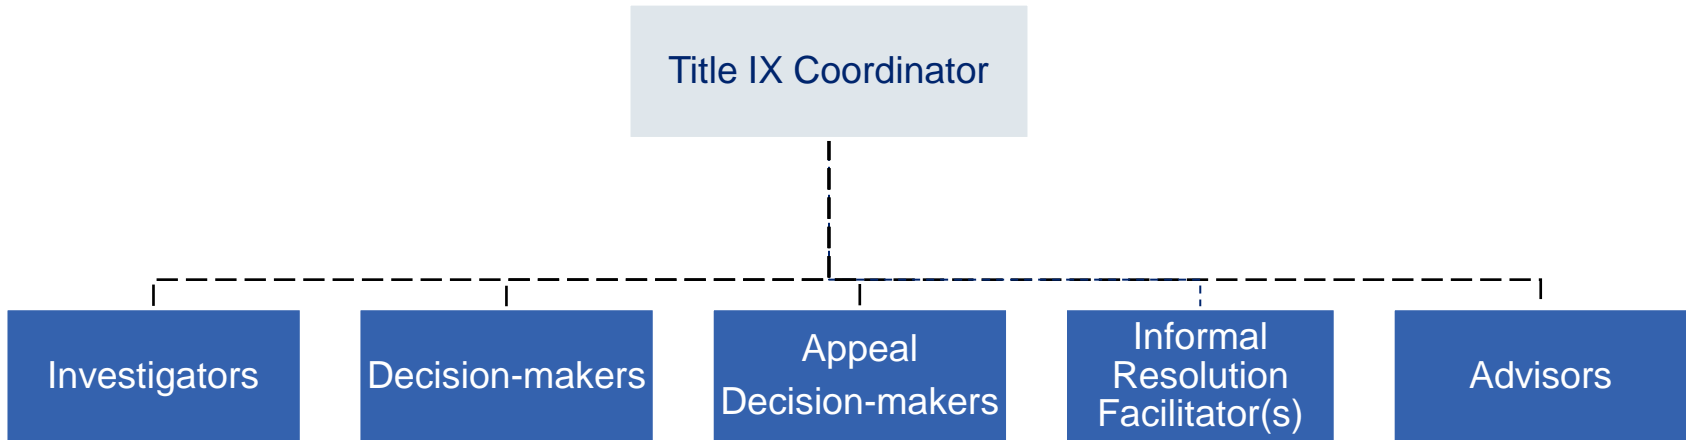 Title IX Coordinator
Investigators
Decision-makers
Appeal
Decision-makers
Informal
Resolution
Facilitator(s)
Advisors